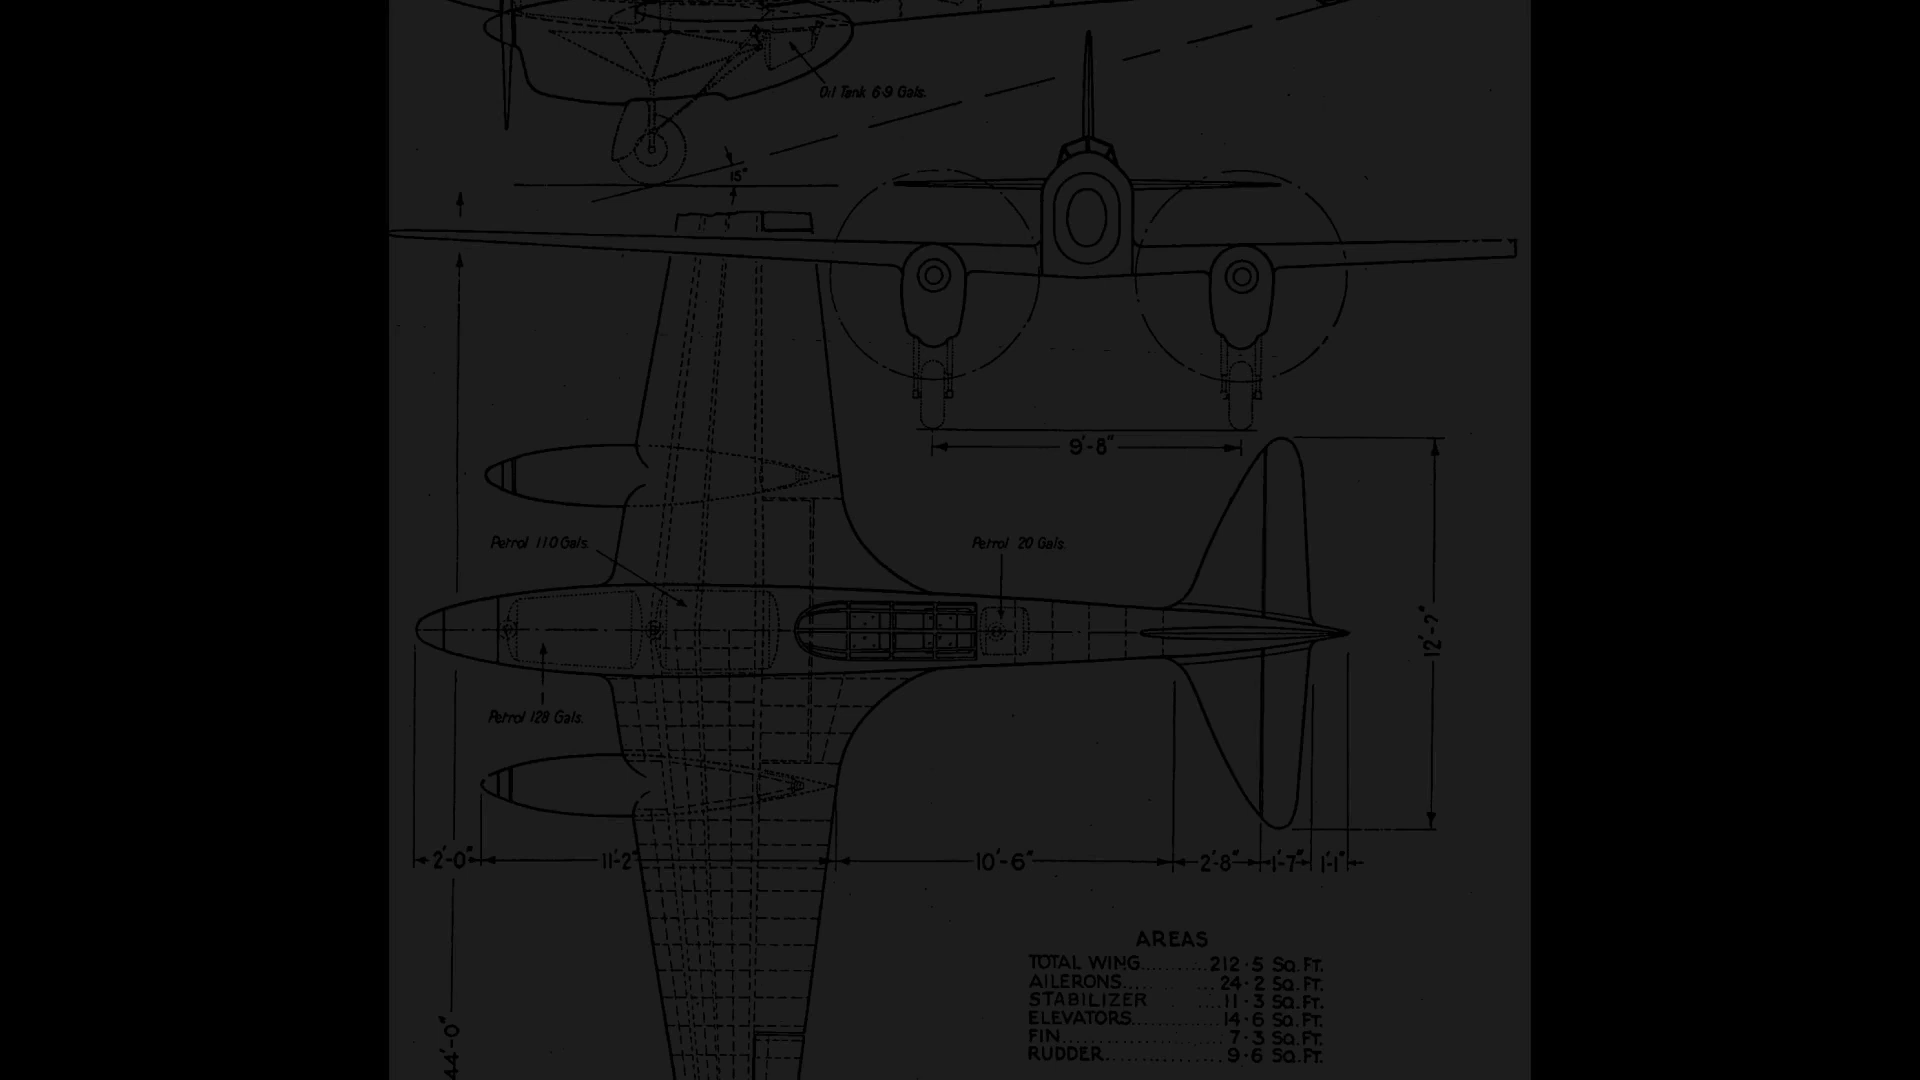 Oil Tank 6·9 Gals.
15°
9'-8"
Petrol 110 Gals.
Petrol 20 Gals.
12'-2"
Petrol 128 Gals.
2'-0"
11'-2"
10'-6"
2'-8"
1'-7"
1'-1"
44'-0"
AREAS
TOTAL WING........212·5 SQ.FT.
AILERONS.... ...24·2 SQ.FT.
STABILIZER ....11·3 SQ.FT.
ELEVATORS............14·6 SQ.FT.
FIN......................7·3 SQ.FT.
RUDDER................9·6 SQ.FT.